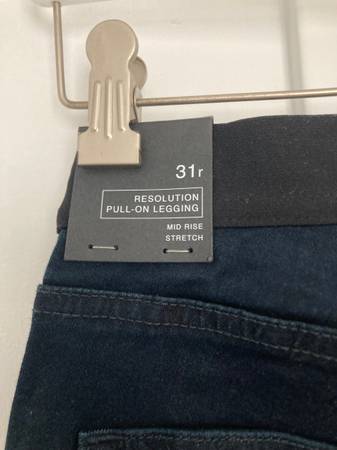 31r
RESOLUTION
PULL-ON LEGGING
MID RISE
STRETCH